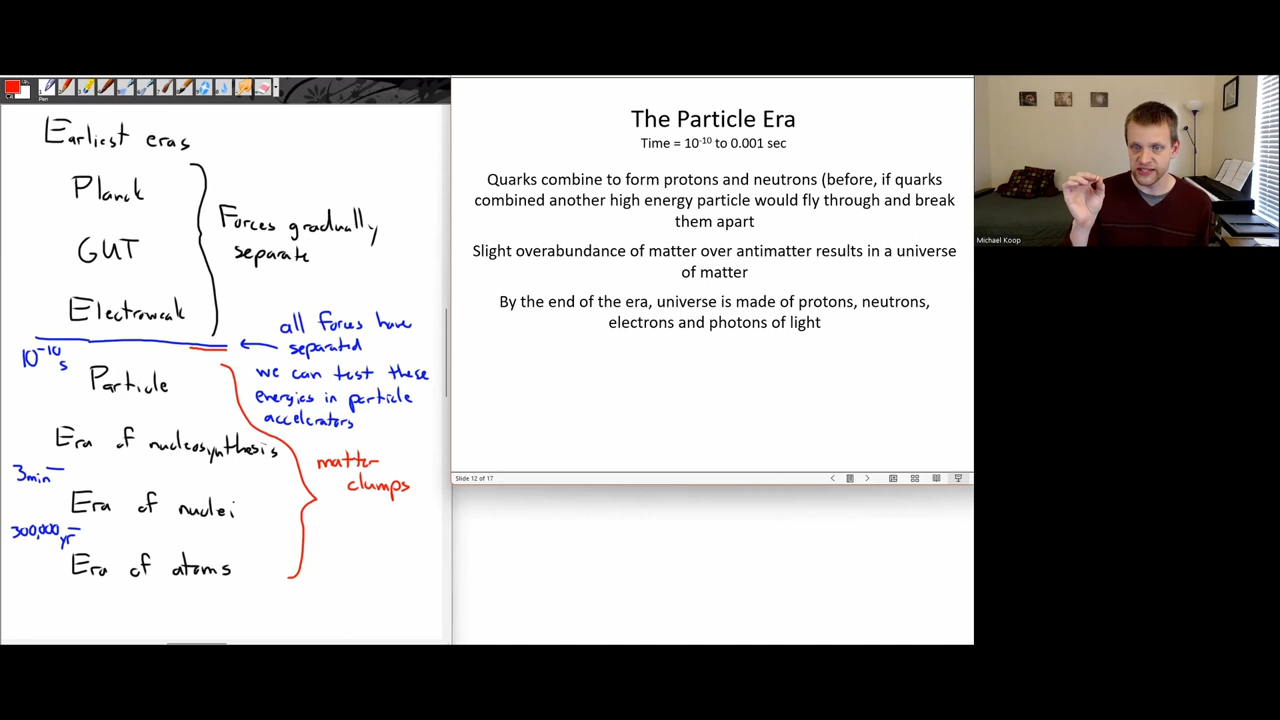 Pen
Earliest eras
Planck
GUT
Electroweak
Forces gradually
separate
all forces have
separated
10⁻¹⁰ s
we can test these
energies in particle
accelerators
Particle
Era of nucleosynthesis
3min
Era of nuclei
300,000 yr
Era of atoms
matter
clumps
The Particle Era
Time = 10⁻¹⁰ to 0.001 sec
Quarks combine to form protons and neutrons (before, if quarks
combined another high energy particle would fly through and break
them apart
Slight overabundance of matter over antimatter results in a universe
of matter
By the end of the era, universe is made of protons, neutrons,
electrons and photons of light
Slide 12 of 17
Michael Koop